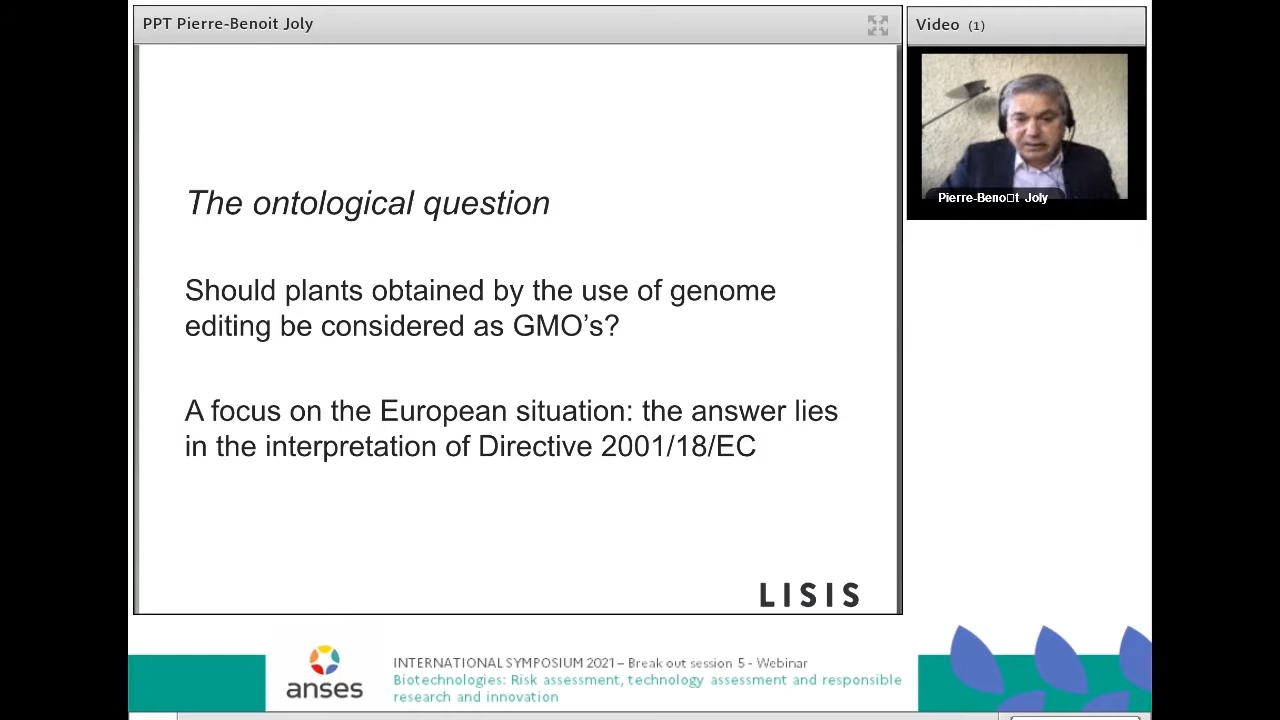 PPT Pierre-Benoit Joly
Video (1)
Pierre-Beno□t Joly
The ontological question
Should plants obtained by the use of genome
editing be considered as GMO's?
A focus on the European situation: the answer lies
in the interpretation of Directive 2001/18/EC
LISIS
anses
INTERNATIONAL SYMPOSIUM 2021 – Break out session 5 - Webinar
Biotechnologies: Risk assessment, technology assessment and responsible
research and innovation